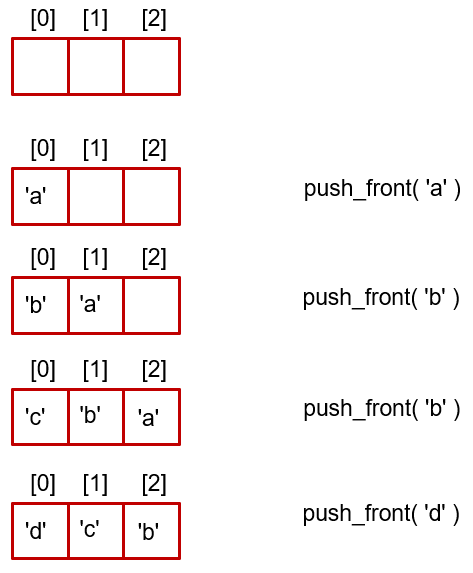 [0] [1] [2]
[0] [1] [2]
'a' push_front( 'a' )
[0] [1] [2]
'b' 'a' push_front( 'b' )
[0] [1] [2]
'c' 'b' 'a' push_front( 'b' )
[0] [1] [2]
'd' 'c' 'b' push_front( 'd' )